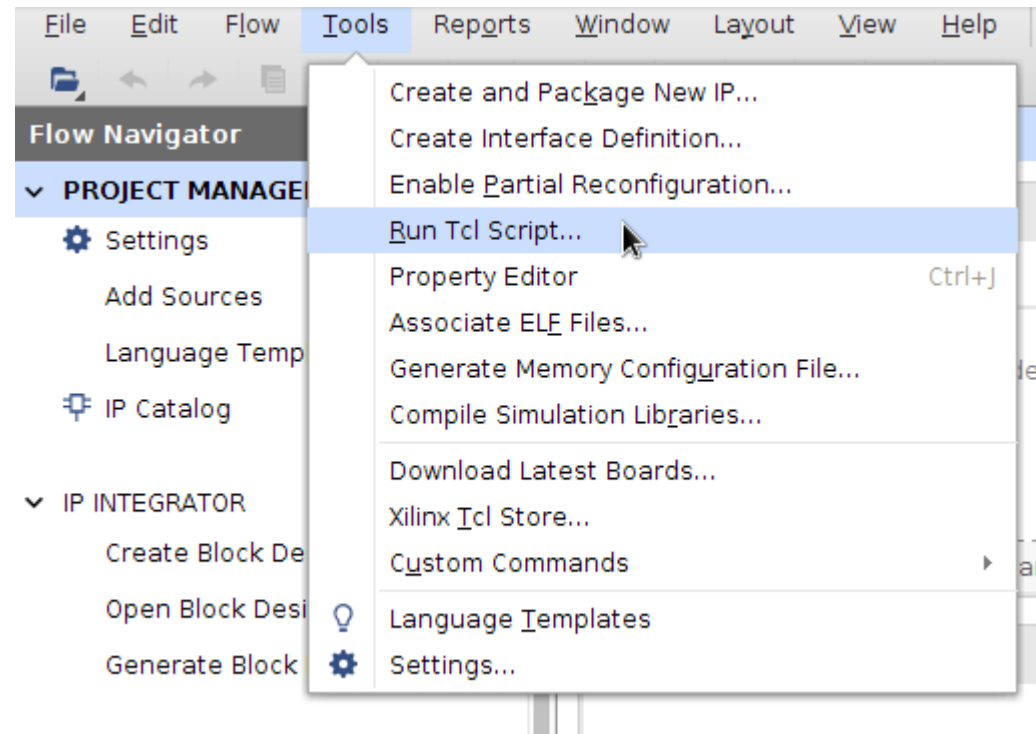 File Edit Flow Tools Reports Window Layout View Help
Flow Navigator
PROJECT MANAGE
Settings
Add Sources
Language Temp
IP Catalog
IP INTEGRATOR
Create Block De
Open Block Desi
Generate Block
Create and Package New IP...
Create Interface Definition...
Enable Partial Reconfiguration...
Run Tcl Script...
Property Editor Ctrl+J
Associate ELF Files...
Generate Memory Configuration File...
Compile Simulation Libraries...
Download Latest Boards...
Xilinx Tcl Store...
Custom Commands
Language Templates
Settings...